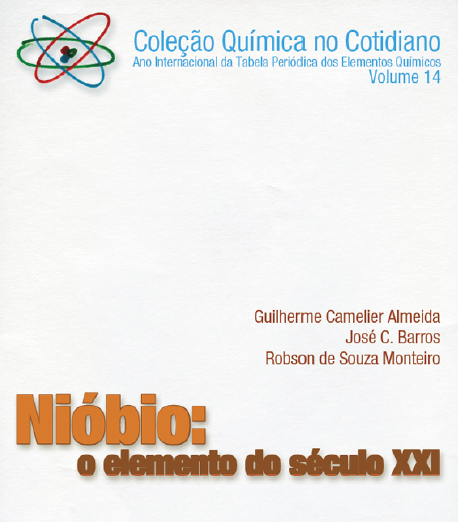 Coleção Química no Cotidiano
Ano Internacional da Tabela Periódica dos Elementos Químicos
Volume 14
Guilherme Camelier Almeida
José C. Barros
Robson de Souza Monteiro
Nióbio:
o elemento do século XXI